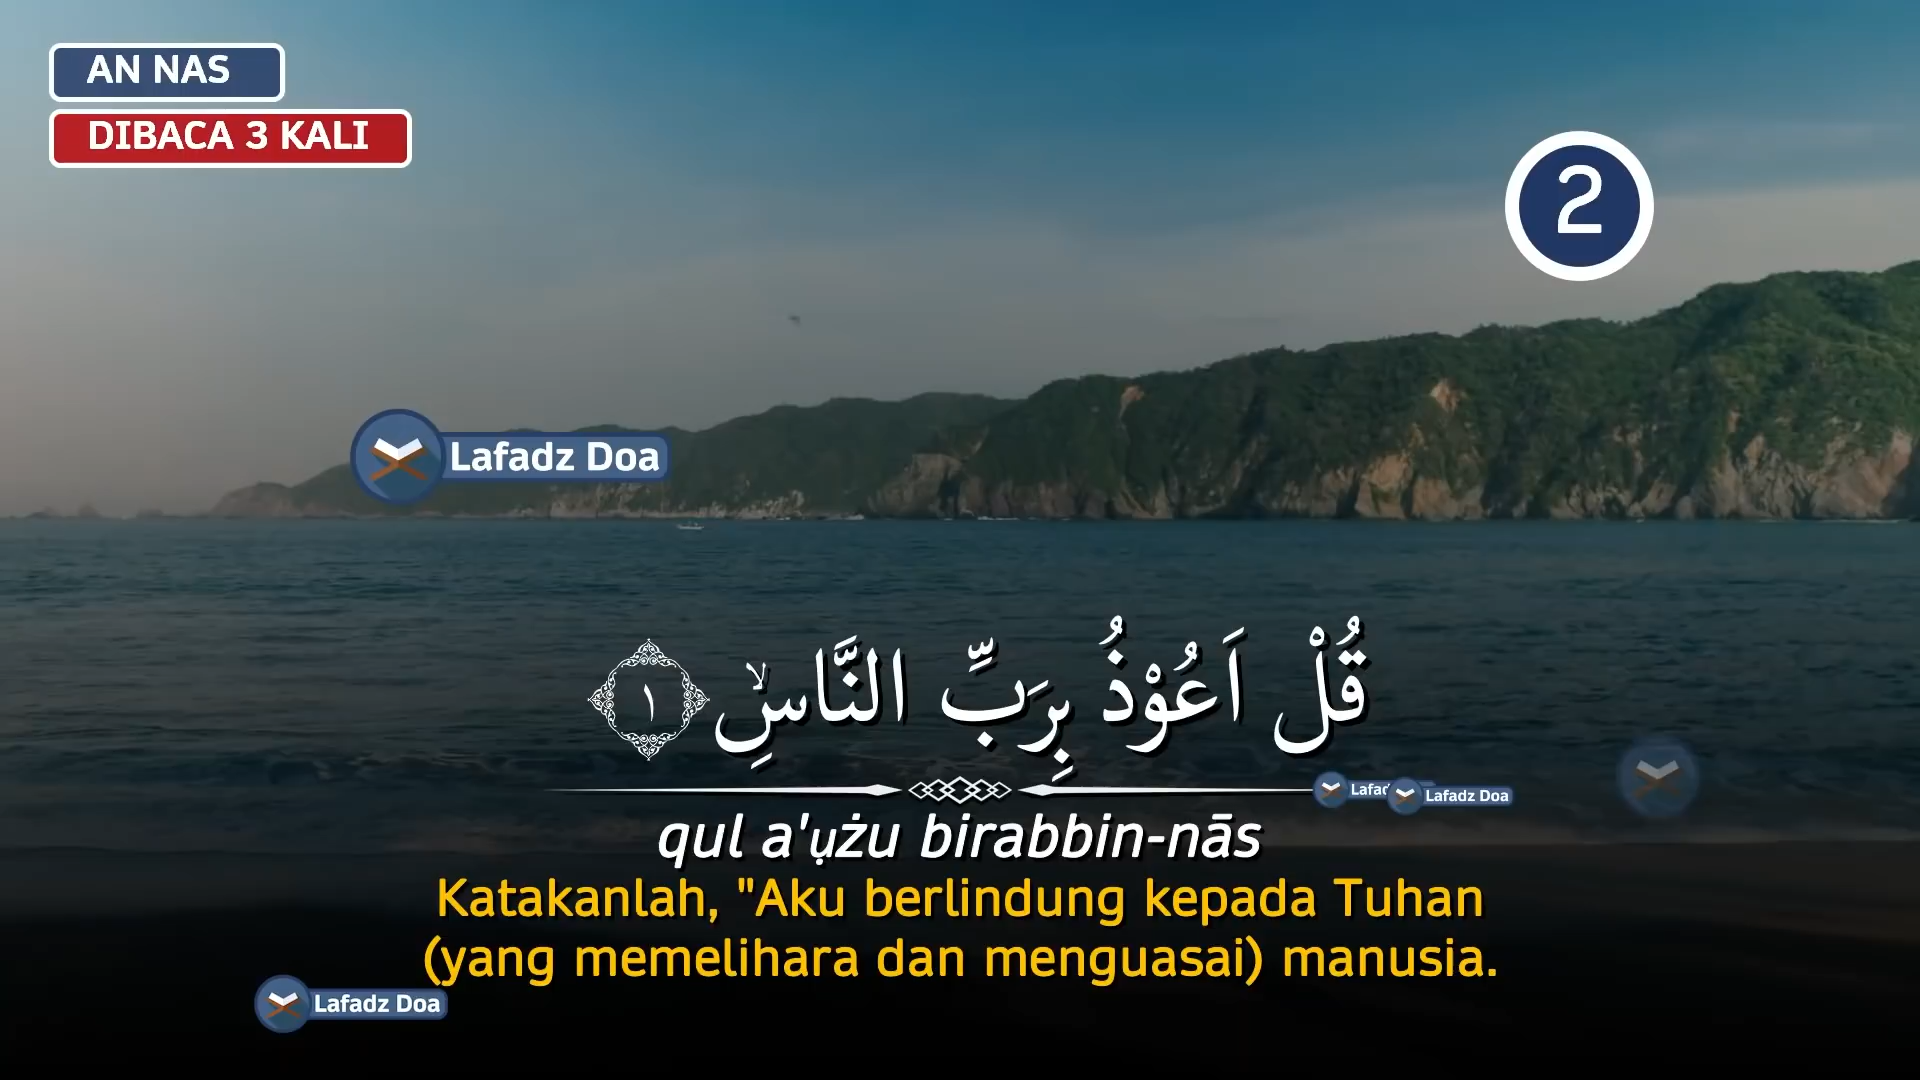 AN NAS
DIBACA 3 KALI
2
Lafadz Doa
قُلْ اَعُوْذُ بِرَبِّ النَّاسِۙ ١
Lafadz Doa
qul a'ụżu birabbin-nās
Katakanlah, "Aku berlindung kepada Tuhan
(yang memelihara dan menguasai) manusia.
Lafadz Doa